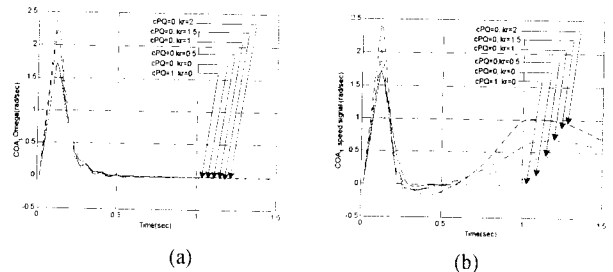 2.5
2
1.5
1
0.5
0
-0.5
0
0.5
1
1.5
COA, Omega(rad/sec)
Time(sec)
cPQ=0, kr=2
cPQ=0, kr=1.5
cPQ=0, kr=1
cPQ=0 kr=0.5
cPQ=0, kr=0
cPQ=1, kr=0
(a)
2.5
2
1.5
1
0.5
0
-0.5
0
0.5
1
1.5
COA, speed signal(rad/sec)
Time(sec)
cPQ=0, kr=2
cPQ=0, kr=1.5
cPQ=0, kr=1
cPQ=0 kr=0.5
cPQ=0, kr=0
cPQ=1 kr=0
(b)